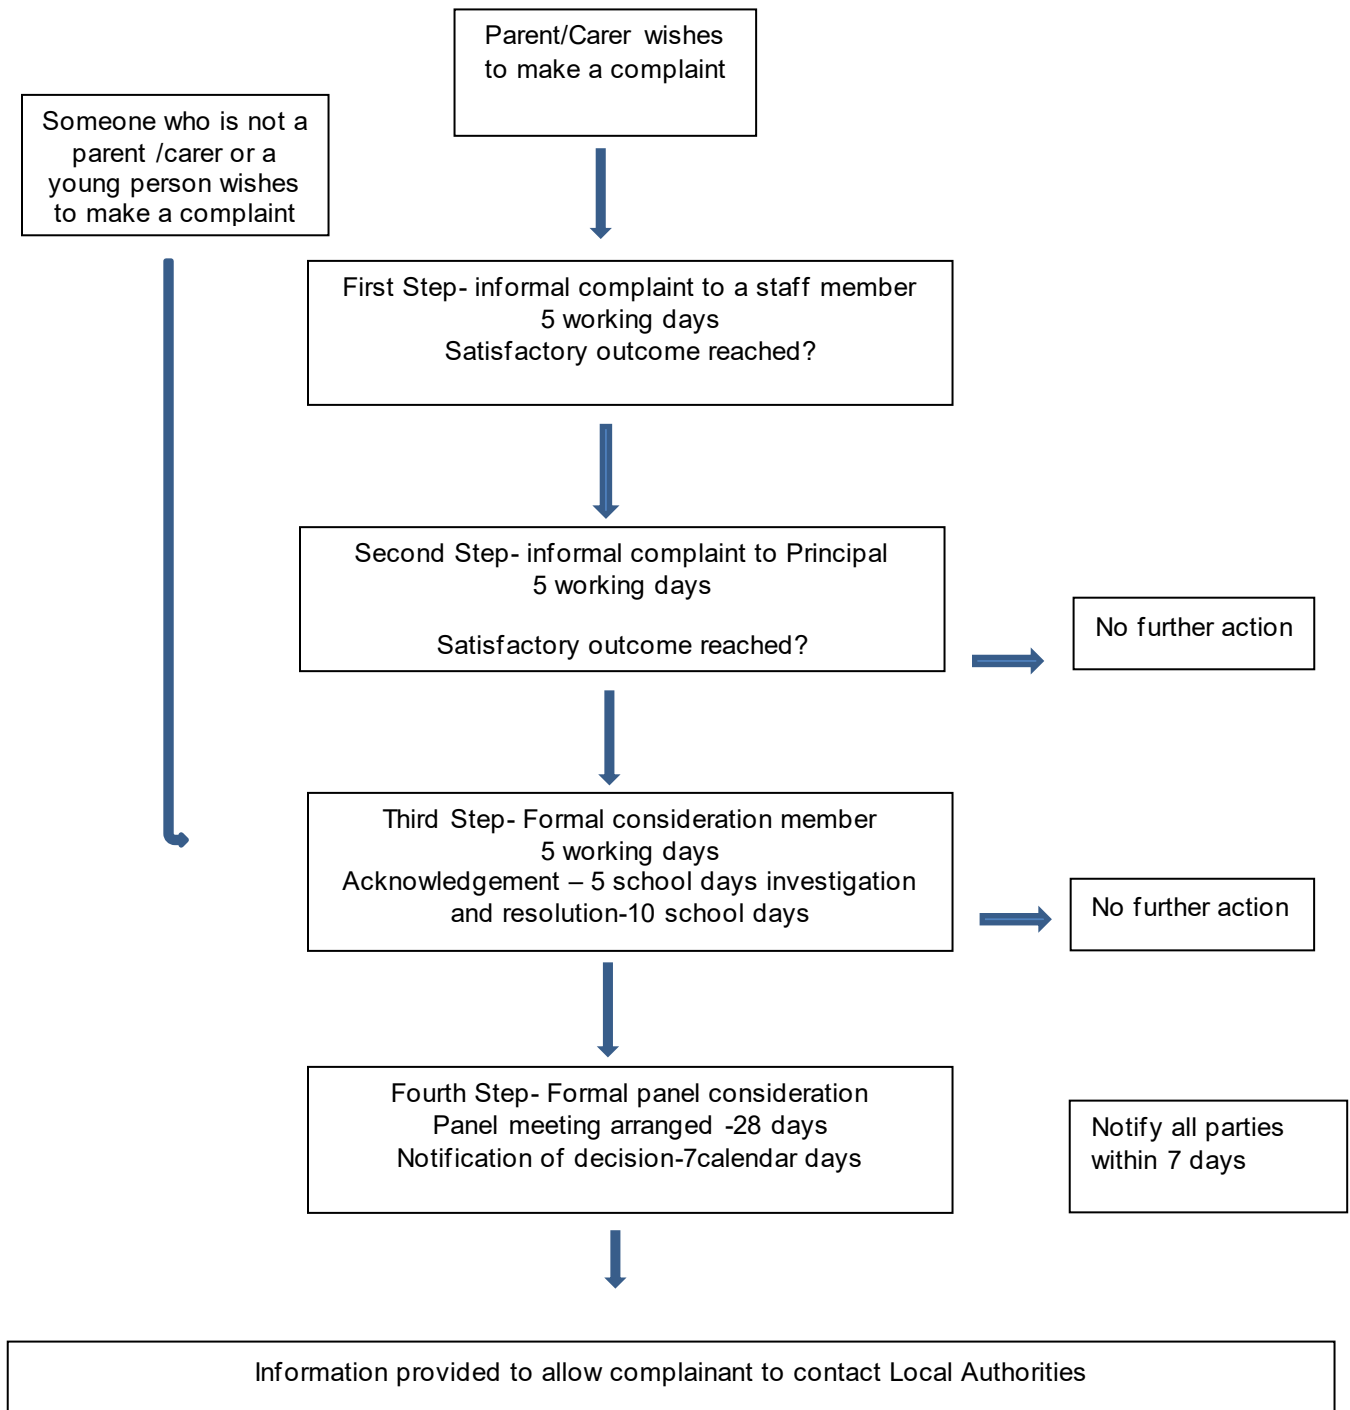 Parent/Carer wishes
to make a complaint
Someone who is not a
parent /carer or a
young person wishes
to make a complaint
First Step- informal complaint to a staff member
5 working days
Satisfactory outcome reached?
Second Step- informal complaint to Principal
5 working days
Satisfactory outcome reached?
No further action
Third Step- Formal consideration member
5 working days
Acknowledgement – 5 school days investigation
and resolution-10 school days
No further action
Fourth Step- Formal panel consideration
Panel meeting arranged -28 days
Notification of decision-7calendar days
Notify all parties
within 7 days
Information provided to allow complainant to contact Local Authorities